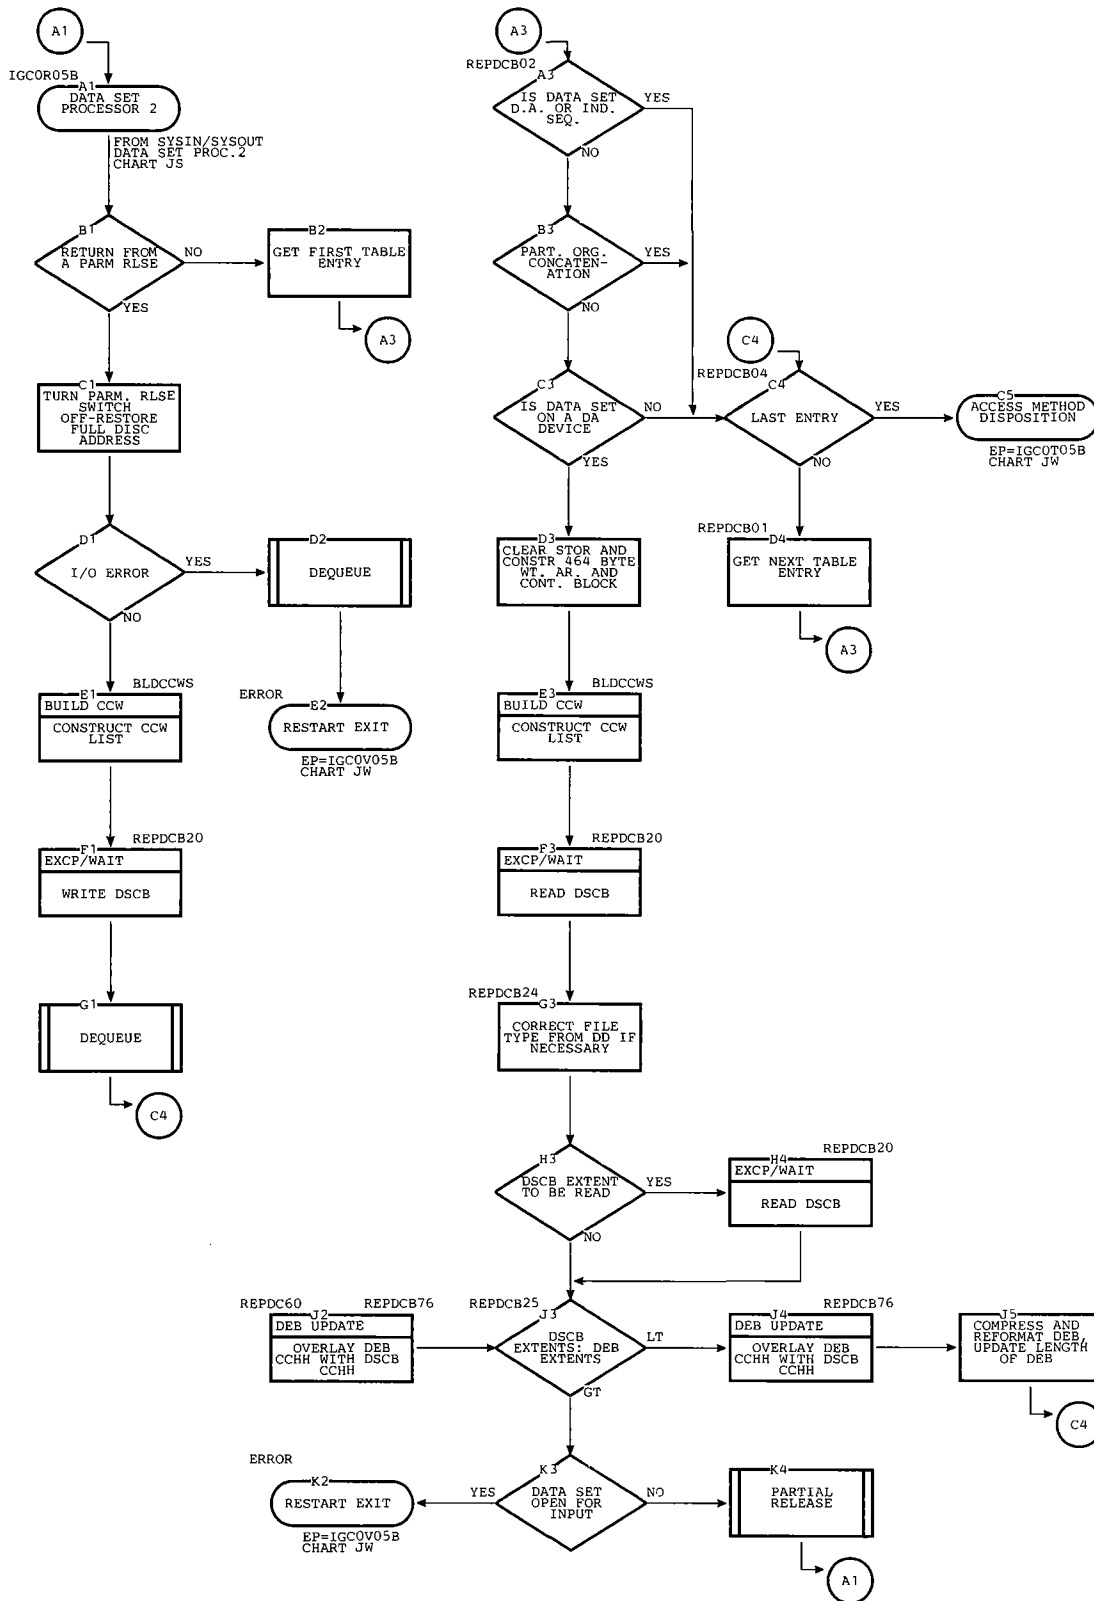 A1
IGC0R05B
A1
DATA SET
PROCESSOR 2
FROM SYSIN/SYSOUT
DATA SET PROC.2
CHART JS
B1
RETURN FROM
A PARM RLSE
NO
YES
B2
GET FIRST TABLE
ENTRY
A3
C1
TURN PARM. RLSE
SWITCH
OFF-RESTORE
FULL DISC
ADDRESS
D1
I/O ERROR
YES
NO
D2
DEQUEUE
ERROR
E2
RESTART EXIT
EP=IGC0V05B
CHART JW
BLDCCWS
E1
BUILD CCW
CONSTRUCT CCW
LIST
REPDCB20
F1
EXCP/WAIT
WRITE DSCB
G1
DEQUEUE
C4
A3
REPDCB02
A3
IS DATA SET
D.A. OR IND.
SEQ.
YES
NO
B3
PART. ORG.
CONCATEN-
ATION
YES
NO
C3
IS DATA SET
ON A DA
DEVICE
NO
YES
C4
REPDCB04
C4
LAST ENTRY
YES
NO
C5
ACCESS METHOD
DISPOSITION
EP=IGC0T05B
CHART JW
REPDCB01
D4
GET NEXT TABLE
ENTRY
A3
D3
CLEAR STOR AND
CONSTR 464 BYTE
WT. AR. AND
CONT. BLOCK
BLDCCWS
E3
BUILD CCW
CONSTRUCT CCW
LIST
REPDCB20
F3
EXCP/WAIT
READ DSCB
REPDCB24
G3
CORRECT FILE
TYPE FROM DD IF
NECESSARY
H3
DSCB EXTENT
TO BE READ
YES
NO
REPDCB20
H4
EXCP/WAIT
READ DSCB
REPDC60
REPDCB76
J2
DEB UPDATE
OVERLAY DEB
CCHH WITH DSCB
CCHH
REPDCB25
J3
DSCB
EXTENTS: DEB
EXTENTS
LT
GT
REPDCB76
J4
DEB UPDATE
OVERLAY DEB
CCHH WITH DSCB
CCHH
J5
COMPRESS AND
REFORMAT DEB,
UPDATE LENGTH
OF DEB
C4
ERROR
K2
RESTART EXIT
EP=IGC0V05B
CHART JW
K3
DATA SET
OPEN FOR
INPUT
YES
NO
K4
PARTIAL
RELEASE
A1